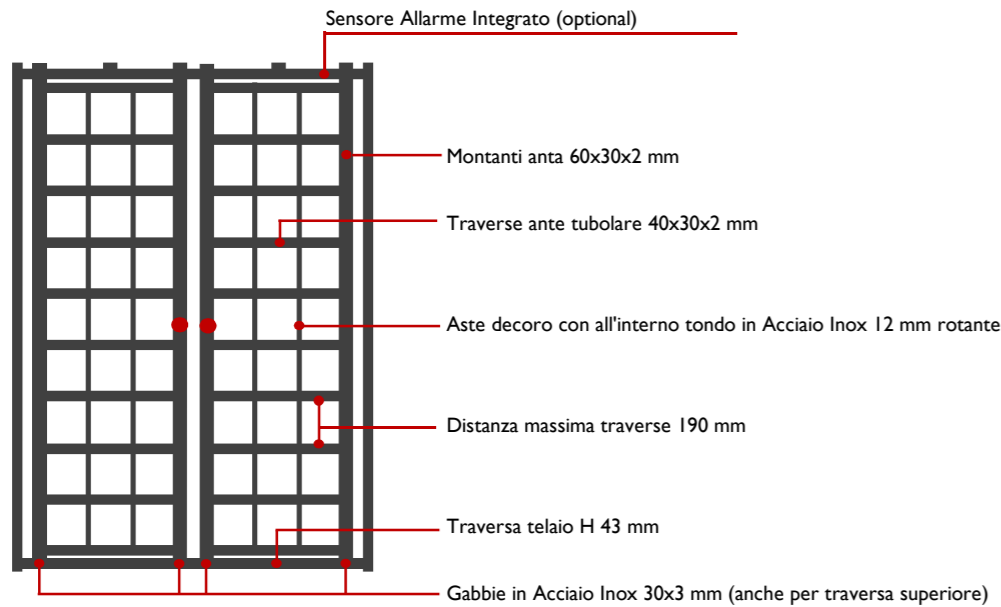 Sensore Allarme Integrato (optional)
Montanti anta 60x30x2 mm
Traverse ante tubolare 40x30x2 mm
Aste decoro con all'interno tondo in Acciaio Inox 12 mm rotante
Distanza massima traverse 190 mm
Traversa telaio H 43 mm
Gabbie in Acciaio Inox 30x3 mm (anche per traversa superiore)